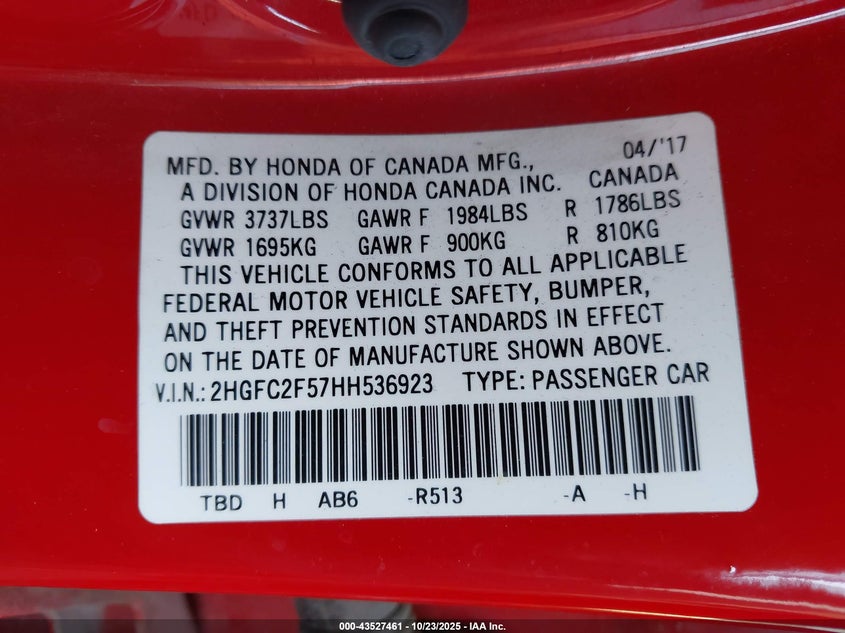 04/'17
MFD. BY HONDA OF CANADA MFG.,
A DIVISION OF HONDA CANADA INC. CANADA
GVWR 3737LBS GAWR F 1984LBS R 1786LBS
GVWR 1695KG GAWR F 900KG R 810KG
THIS VEHICLE CONFORMS TO ALL APPLICABLE
FEDERAL MOTOR VEHICLE SAFETY, BUMPER,
AND THEFT PREVENTION STANDARDS IN EFFECT
ON THE DATE OF MANUFACTURE SHOWN ABOVE.
V.I.N.: 2HGFC2F57HH536923 TYPE: PASSENGER CAR
TBD H AB6 -R513 -A -H
000-43527461 - 10/23/2025 - IAA Inc.